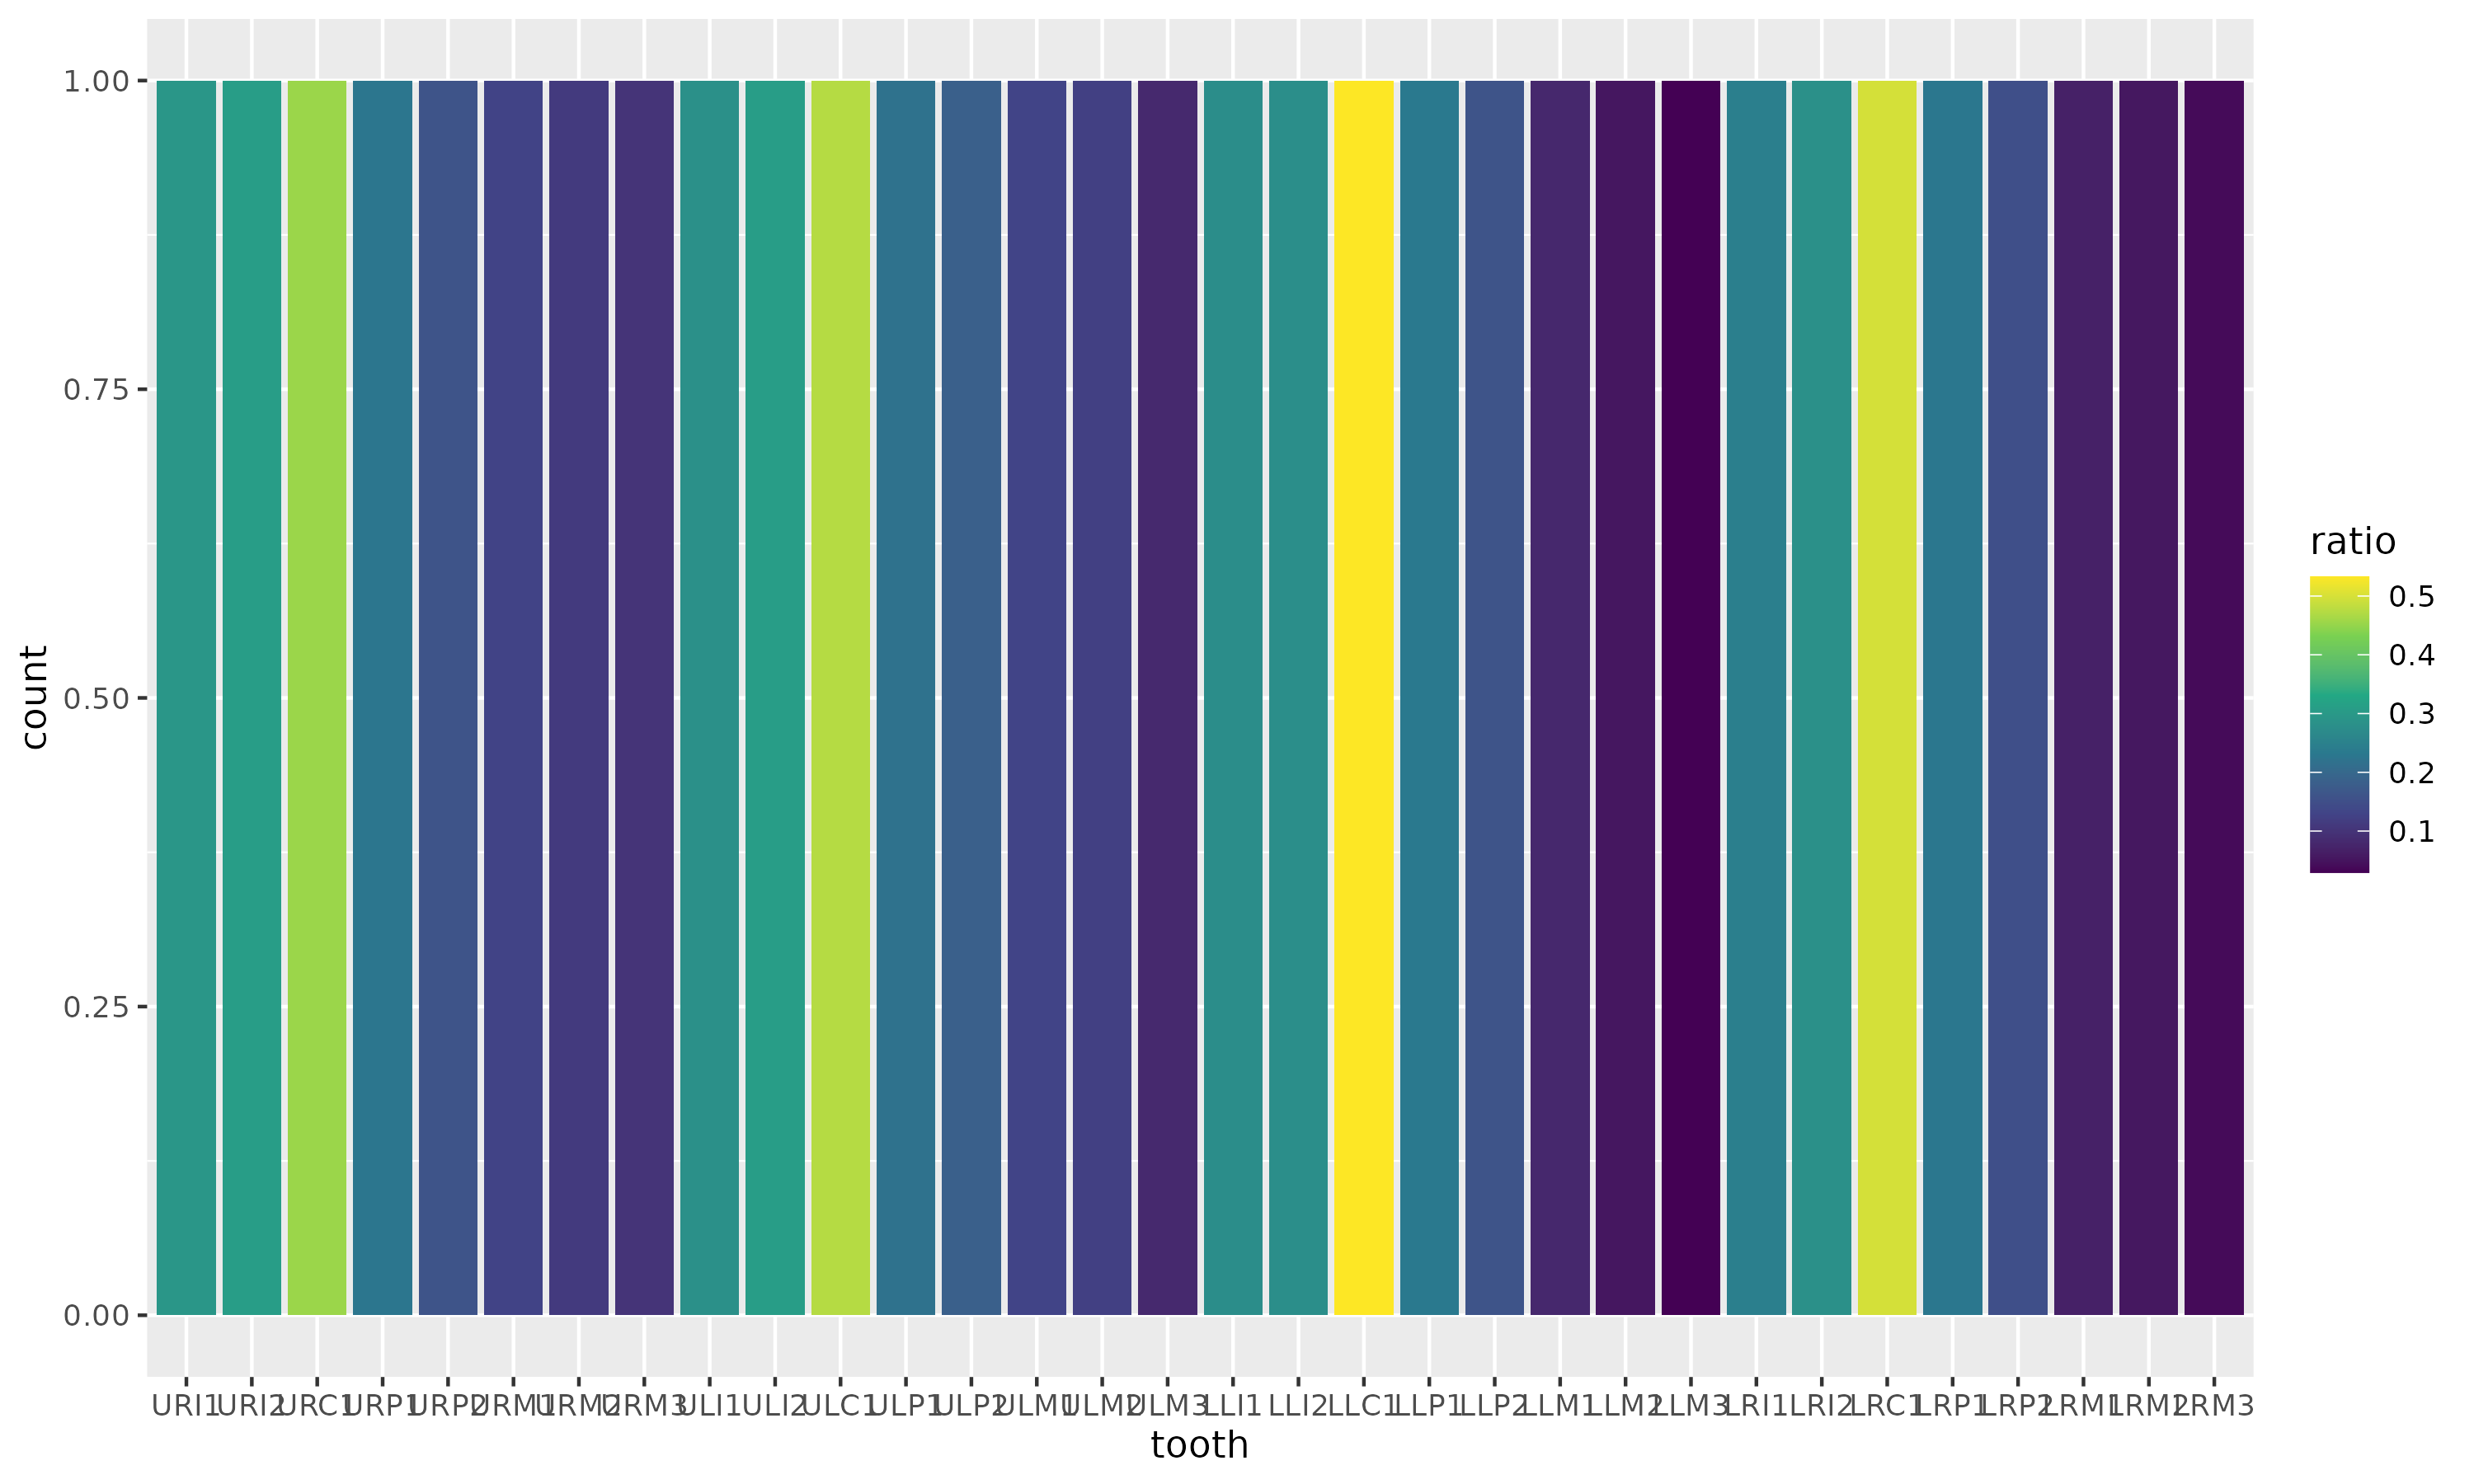 1.00
0.75
0.50
0.25
0.00
count
URI1 URI2 URC1 URP1 URP2 URM1 URM2 URM3 ULI1 ULI2 ULC1 ULP1 ULP2 ULM1 ULM2 ULM3 LLI1 LLI2 LLC1 LLP1 LLP2 LLM1 LLM2 LLM3 LRI1 LRI2 LRC1 LRP1 LRP2 LRM1 LRM2 LRM3
tooth
ratio
0.5
0.4
0.3
0.2
0.1